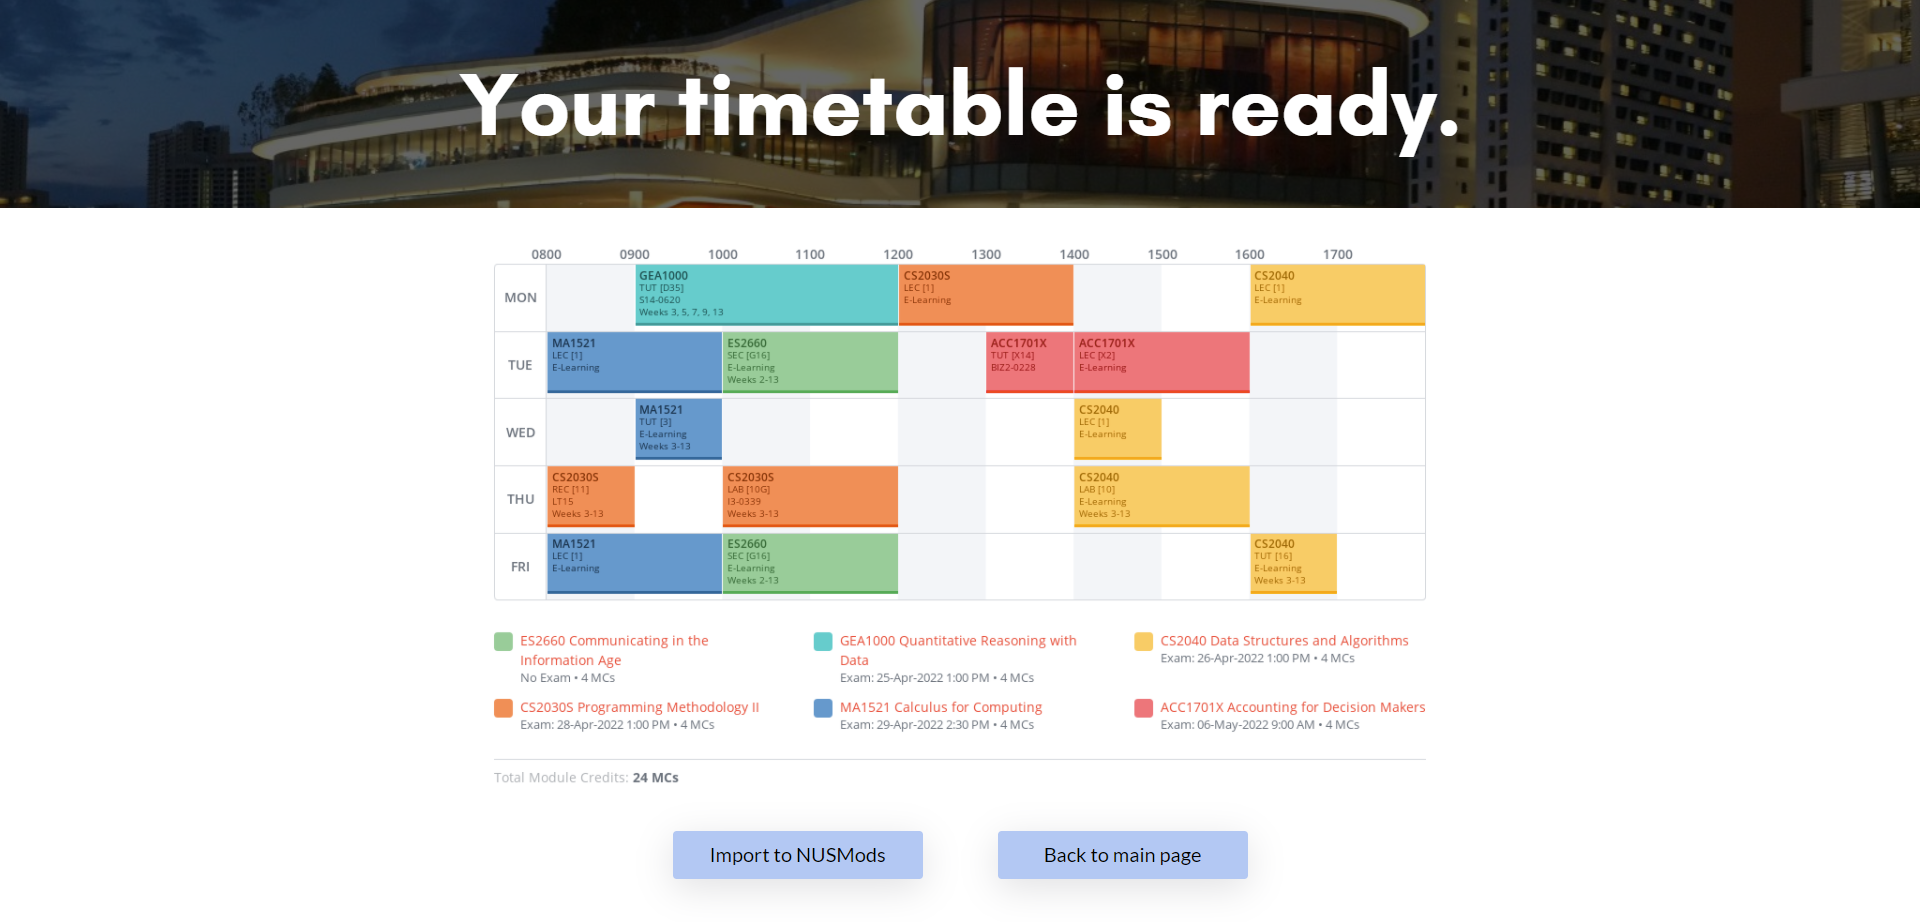 Your timetable is ready.
0800 0900 1000 1100 1200 1300 1400 1500 1600 1700
MON
GEA1000
TUT [D35]
S14-0620
Weeks 3, 5, 7, 9, 13
CS2030S
LEC [1]
E-Learning
CS2040
LEC [1]
E-Learning
TUE
MA1521
LEC [1]
E-Learning
ES2660
SEC [G16]
E-Learning
Weeks 2-13
ACC1701X
TUT [X14]
BIZ2-0228
ACC1701X
LEC [X2]
E-Learning
WED
MA1521
TUT [3]
E-Learning
Weeks 3-13
CS2040
LEC [1]
E-Learning
THU
CS2030S
REC [11]
LT15
Weeks 3-13
CS2030S
LAB [10G]
I3-0339
Weeks 3-13
CS2040
LAB [10]
E-Learning
Weeks 3-13
FRI
MA1521
LEC [1]
E-Learning
ES2660
SEC [G16]
E-Learning
Weeks 2-13
CS2040
TUT [16]
E-Learning
Weeks 3-13
ES2660 Communicating in the
Information Age
No Exam • 4 MCs
GEA1000 Quantitative Reasoning with
Data
Exam: 25-Apr-2022 1:00 PM • 4 MCs
CS2040 Data Structures and Algorithms
Exam: 26-Apr-2022 1:00 PM • 4 MCs
CS2030S Programming Methodology II
Exam: 28-Apr-2022 1:00 PM • 4 MCs
MA1521 Calculus for Computing
Exam: 29-Apr-2022 2:30 PM • 4 MCs
ACC1701X Accounting for Decision Makers
Exam: 06-May-2022 9:00 AM • 4 MCs
Total Module Credits: 24 MCs
Import to NUSMods
Back to main page